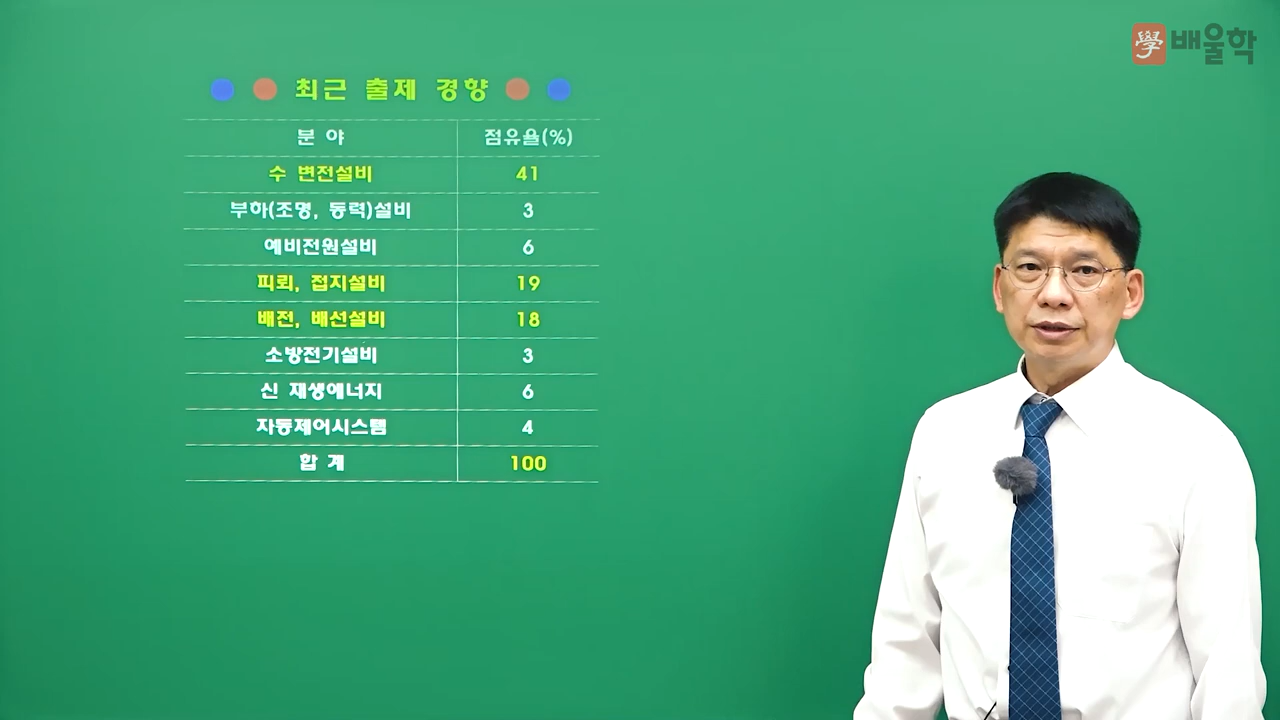 學 배울학
최근 출제 경향
분 야 점유율(%)
수 변전설비 41
부하(조명, 동력)설비 3
예비전원설비 6
피뢰, 접지설비 19
배전, 배선설비 18
소방전기설비 3
신 재생에너지 6
자동제어시스템 4
합 계 100